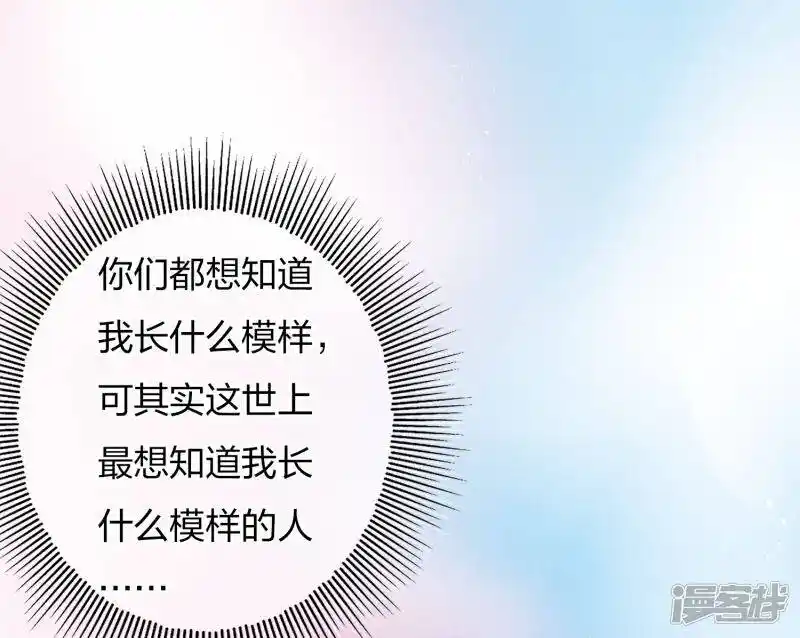 你们都想知道
我长什么模样，
可其实这世上
最想知道我长
什么模样的人
……
漫客栈